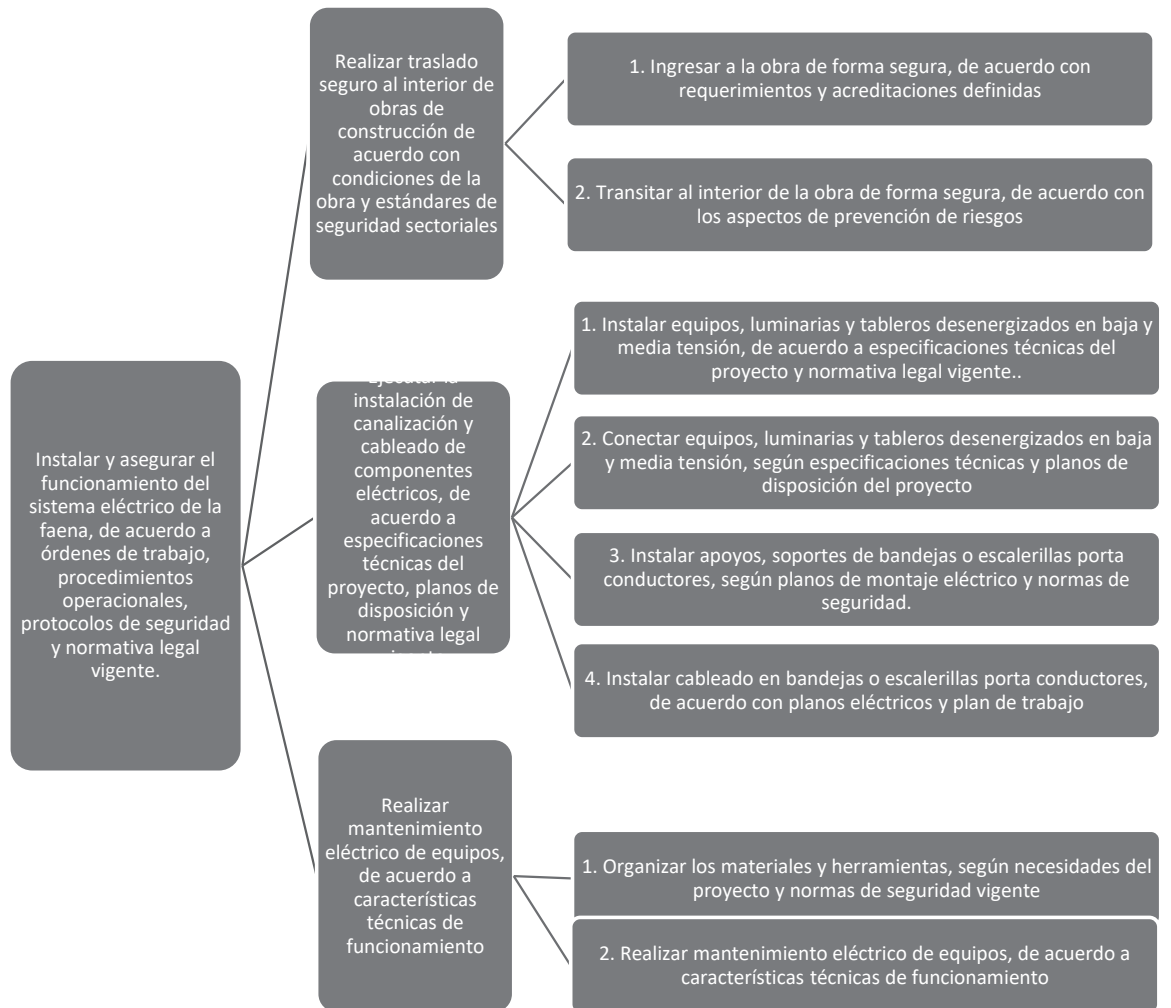 Instalar y asegurar el
funcionamiento del
sistema eléctrico de la
faena, de acuerdo a
órdenes de trabajo,
procedimientos
operacionales,
protocolos de seguridad
y normativa legal
vigente.
Realizar traslado
seguro al interior de
obras de
construcción de
acuerdo con
condiciones de la
obra y estándares de
seguridad sectoriales
1. Ingresar a la obra de forma segura, de acuerdo con
requerimientos y acreditaciones definidas
2. Transitar al interior de la obra de forma segura, de acuerdo con
los aspectos de prevención de riesgos
instalación de
canalización y
cableado de
componentes
eléctricos, de
acuerdo a
especificaciones
técnicas del
proyecto, planos de
disposición y
normativa legal
1. Instalar equipos, luminarias y tableros desenergizados en baja y
media tensión, de acuerdo a especificaciones técnicas del
proyecto y normativa legal vigente..
2. Conectar equipos, luminarias y tableros desenergizados en baja
y media tensión, según especificaciones técnicas y planos de
disposición del proyecto
3. Instalar apoyos, soportes de bandejas o escalerillas porta
conductores, según planos de montaje eléctrico y normas de
seguridad.
4. Instalar cableado en bandejas o escalerillas porta conductores,
de acuerdo con planos eléctricos y plan de trabajo
Realizar
mantenimiento
eléctrico de equipos,
de acuerdo a
características
técnicas de
funcionamiento
1. Organizar los materiales y herramientas, según necesidades del
proyecto y normas de seguridad vigente
2. Realizar mantenimiento eléctrico de equipos, de acuerdo a
características técnicas de funcionamiento